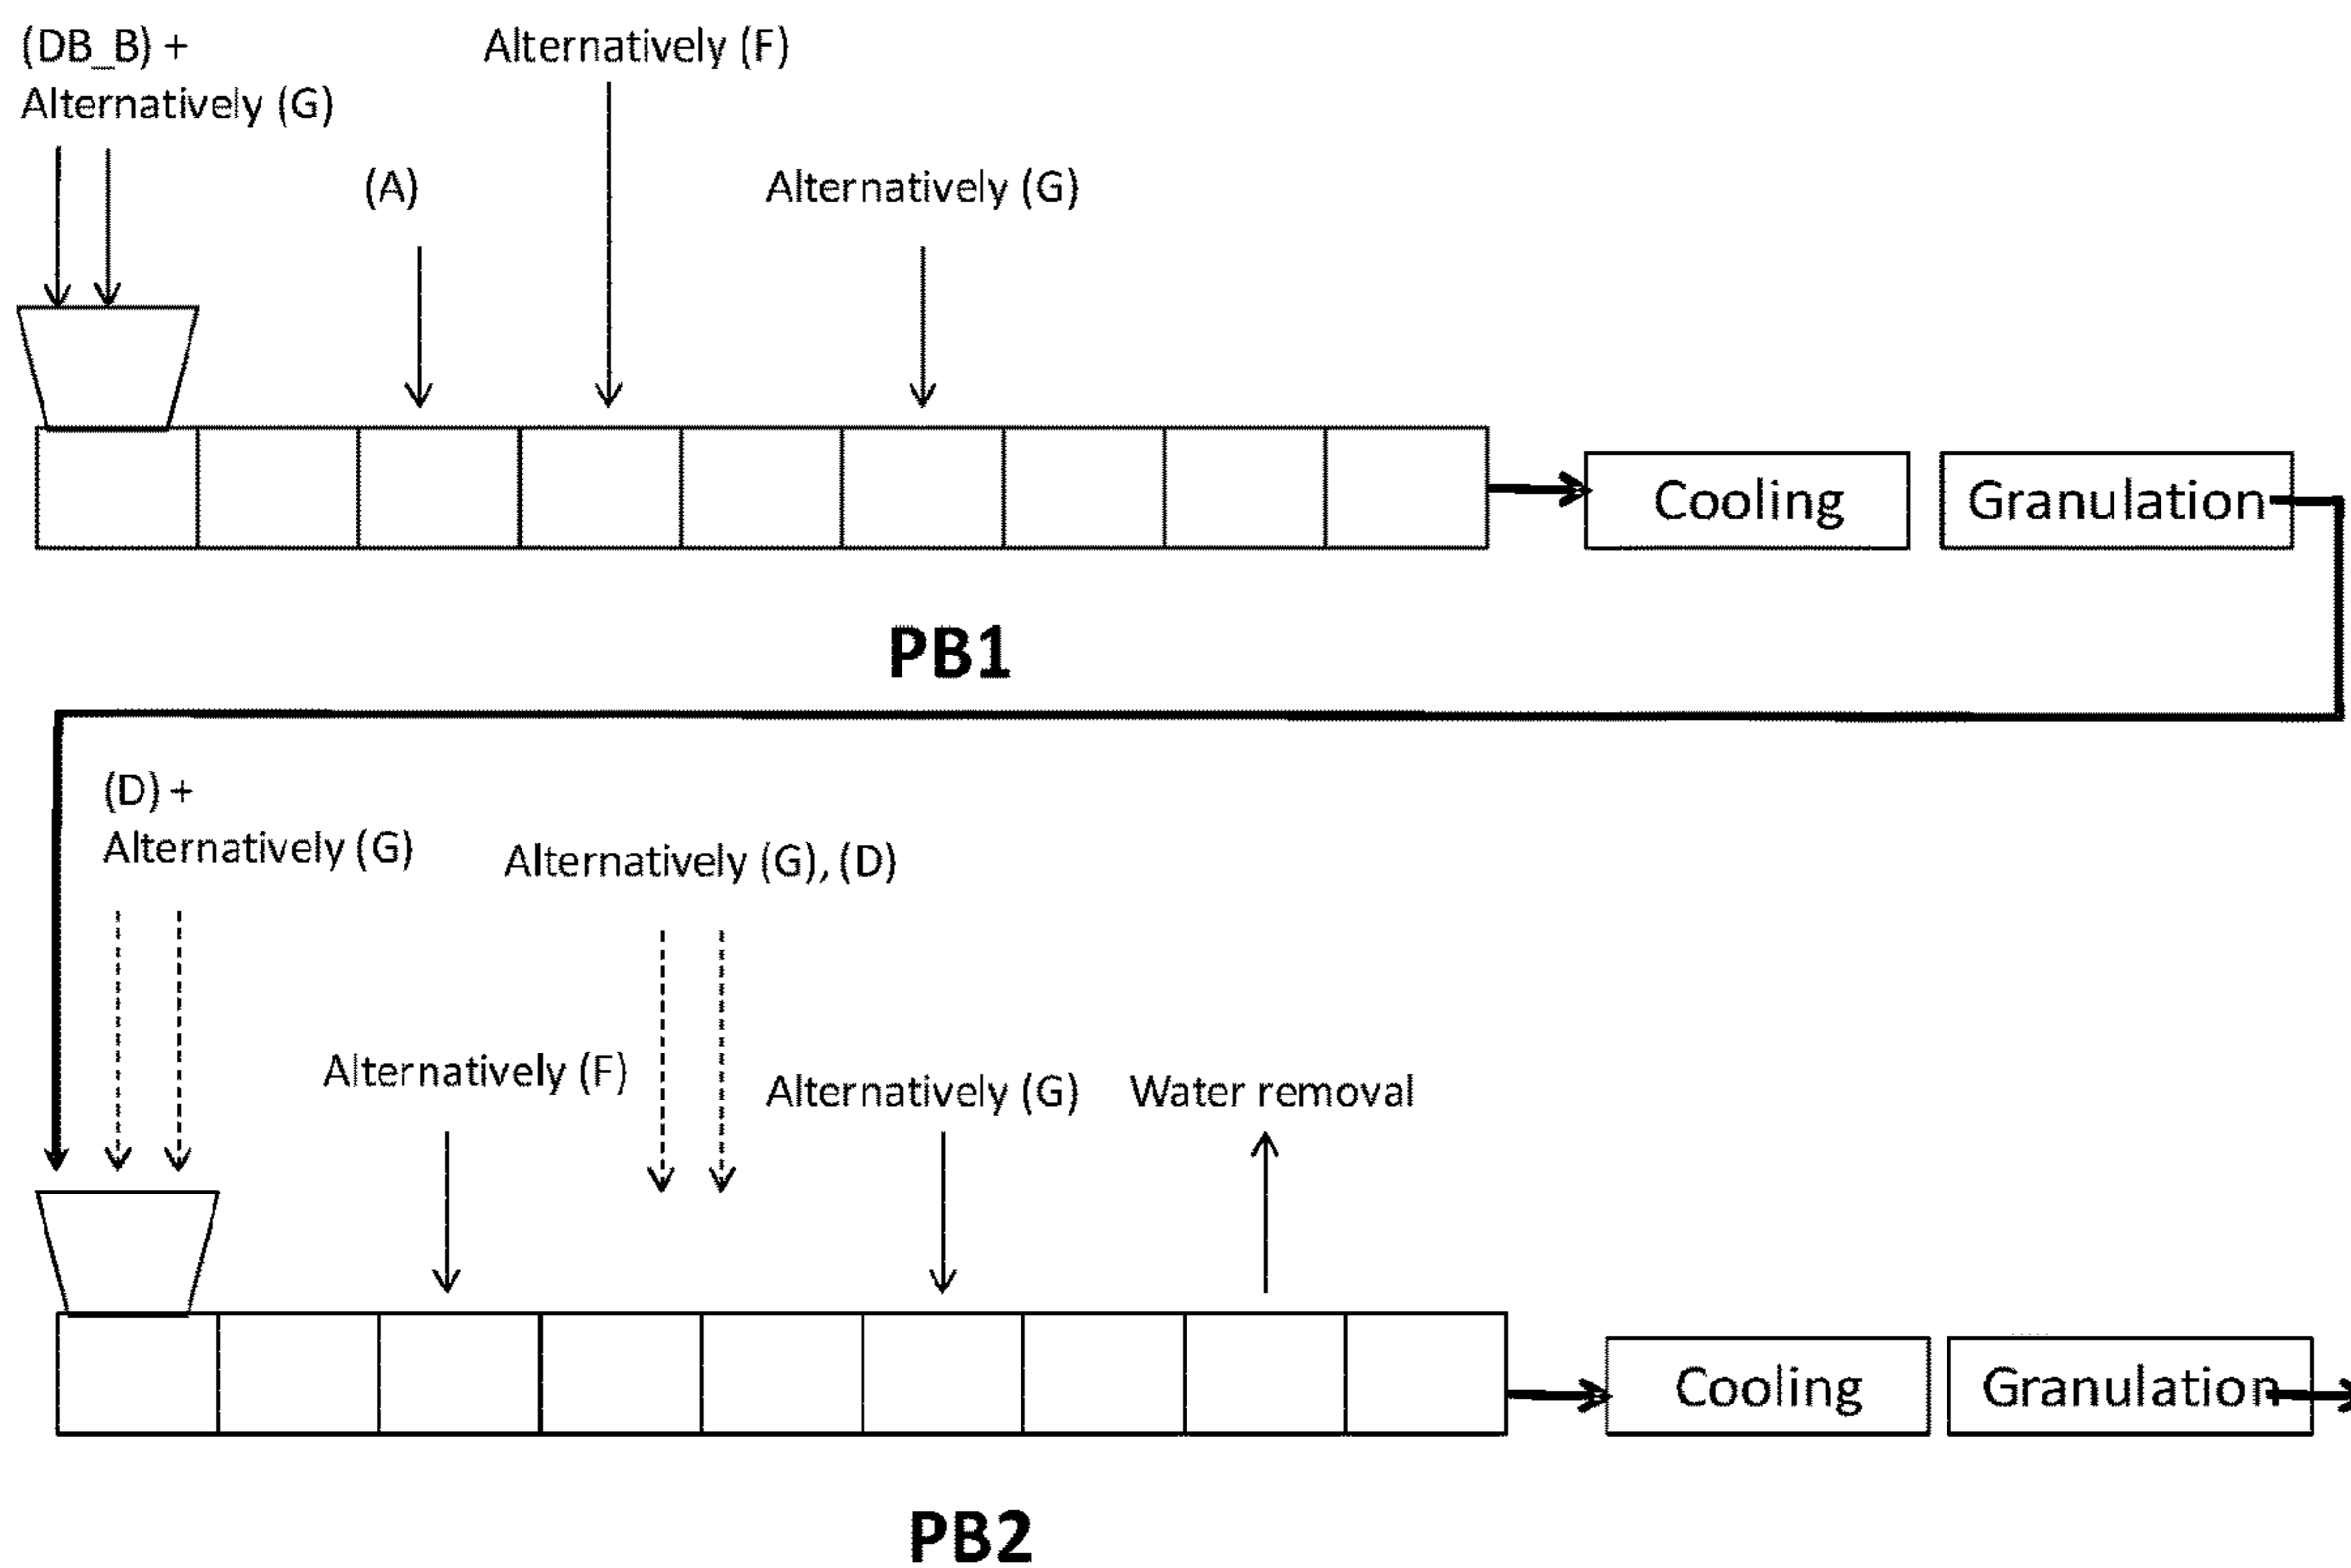 (DB_B) +
Alternatively (G)
Alternatively (F)
(A)
Alternatively (G)
Cooling
Granulation
PB1
(D) +
Alternatively (G)
Alternatively (G), (D)
Alternatively (F)
Alternatively (G)
Water removal
Cooling
Granulation
PB2